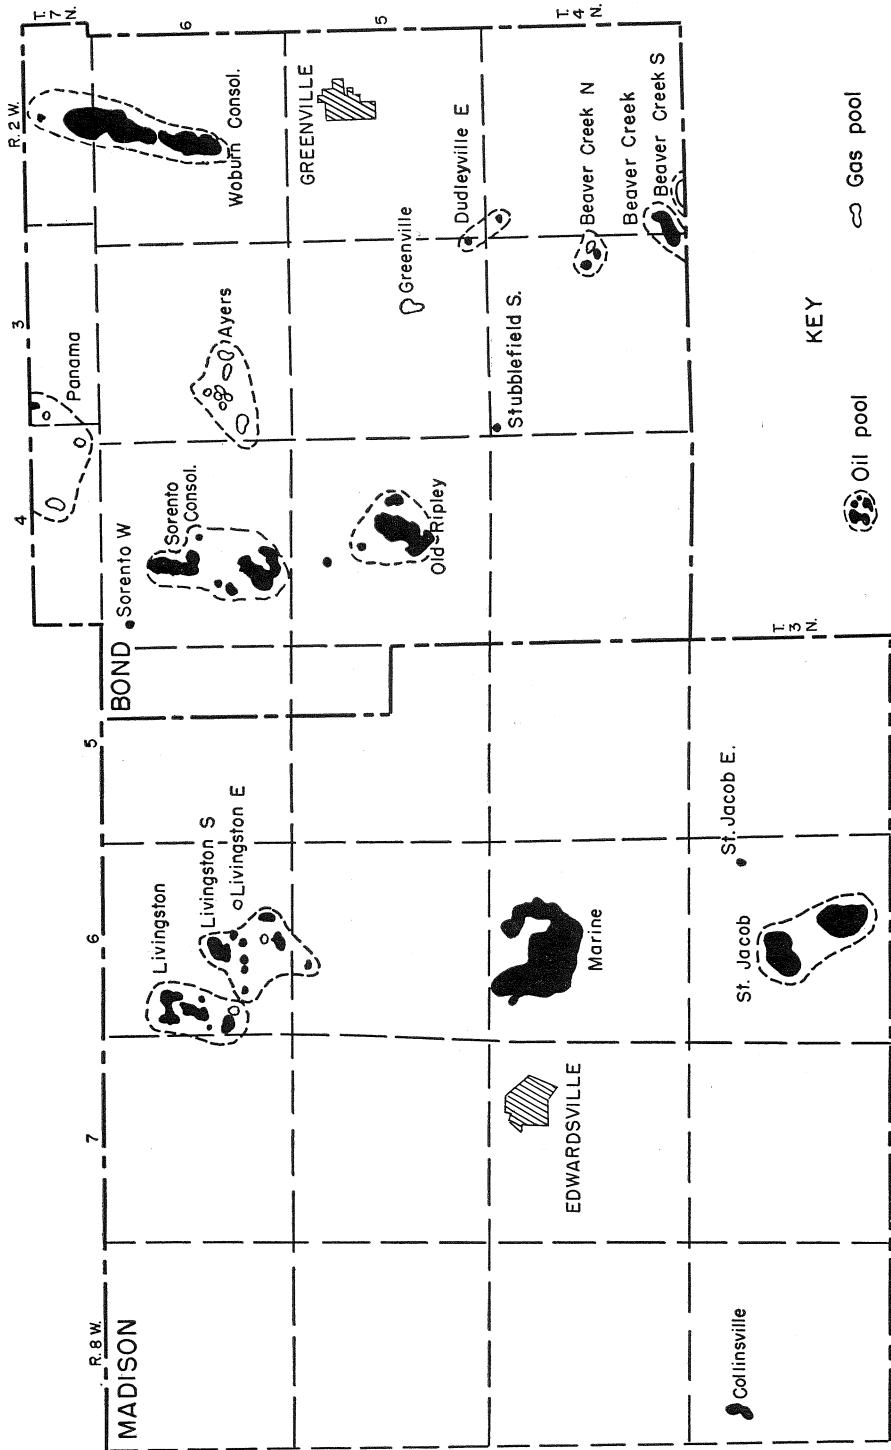 R. 8 W.
7
6
5
4
3
R. 2 W.
T.
7
N.
6
5
T.
4
N.
T.
3
N.
MADISON
BOND
Panama
Woburn Consol.
Sorento W
Sorento
Consol.
Ayers
GREENVILLE
Livingston
Livingston S
Livingston E
Old Ripley
Greenville
Dudleyville E
EDWARDSVILLE
Marine
Stubblefield S.
Beaver Creek N
Beaver Creek
Beaver Creek S
Collinsville
St. Jacob
St. Jacob E.
KEY
Oil pool
Gas pool